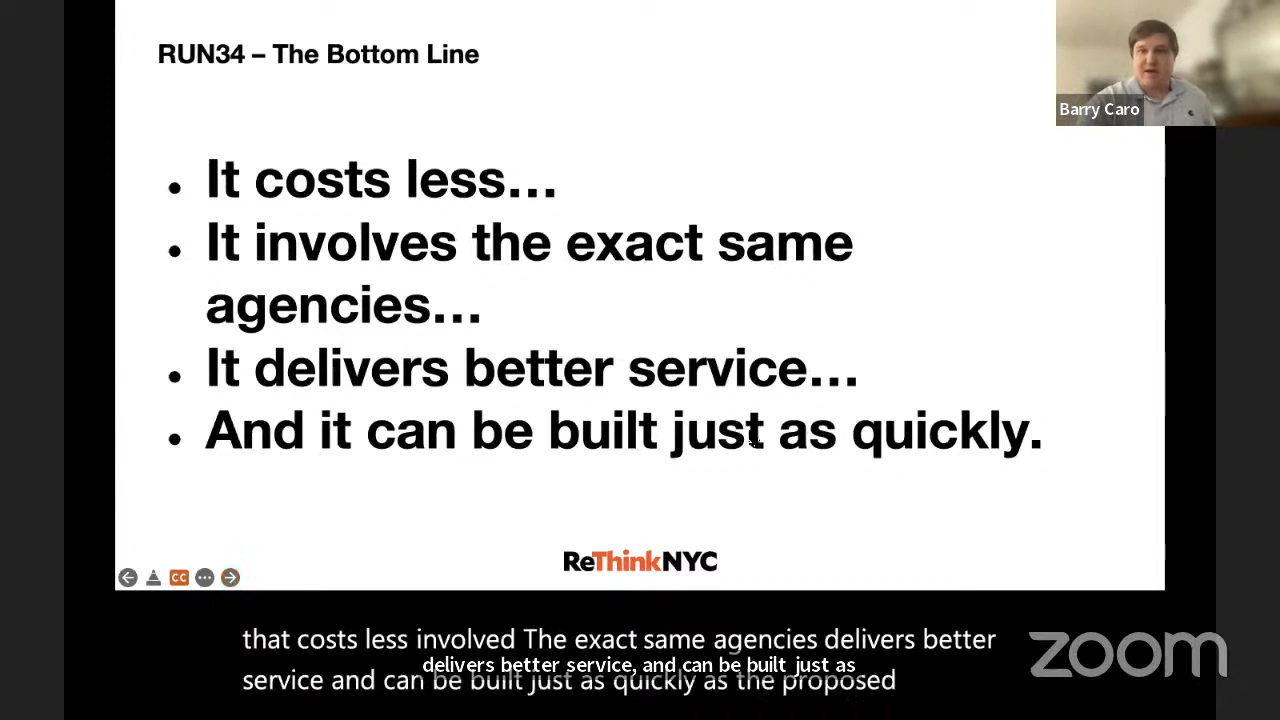 RUN34 – The Bottom Line
Barry Caro
• It costs less…
• It involves the exact same
agencies…
• It delivers better service…
• And it can be built just as quickly.
ReThinkNYC
CC
that costs less involved The exact same agencies delivers better
delivers better service, and can be built just as
service and can be built just as quickly as the proposed
zoom